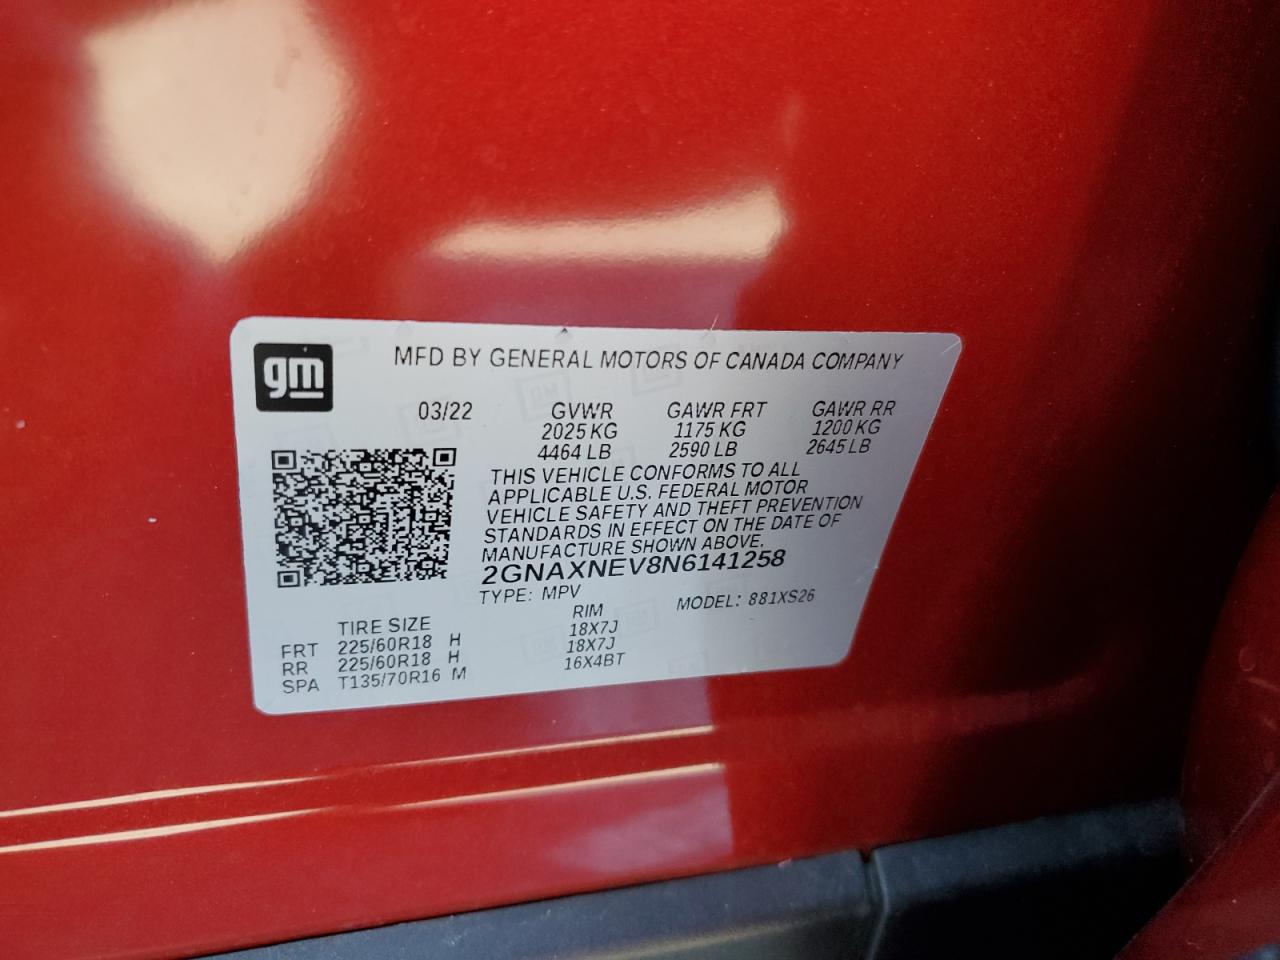 gm
MFD BY GENERAL MOTORS OF CANADA COMPANY
03/22 GVWR GAWR FRT GAWR RR
2025 KG 1175 KG 1200 KG
4464 LB 2590 LB 2645 LB
THIS VEHICLE CONFORMS TO ALL
APPLICABLE U.S. FEDERAL MOTOR
VEHICLE SAFETY AND THEFT PREVENTION
STANDARDS IN EFFECT ON THE DATE OF
MANUFACTURE SHOWN ABOVE.
2GNAXNEV8N6141258
TYPE: MPV MODEL: 881XS26
TIRE SIZE RIM
FRT 225/60R18 H 18X7J
RR 225/60R18 H 18X7J
SPA T135/70R16 M 16X4BT